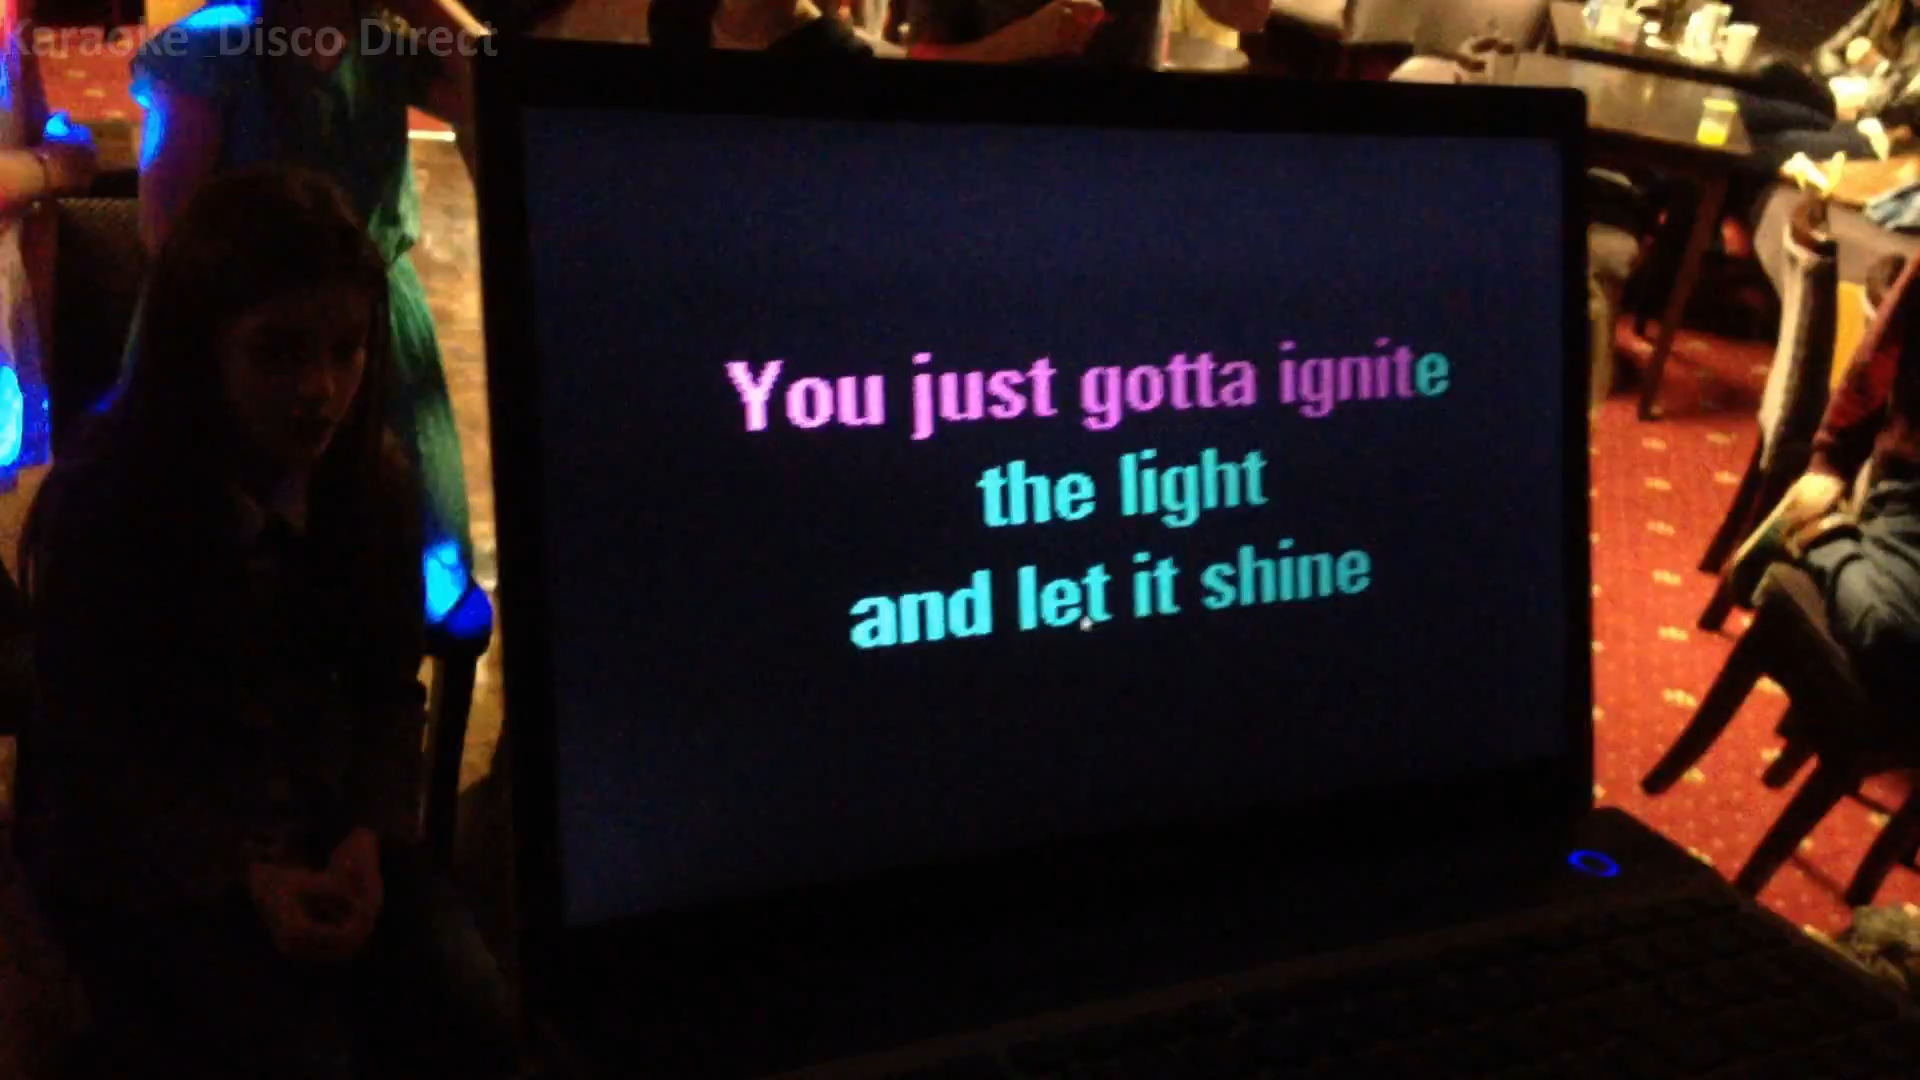 Karaoke_Disco Direct
You just gotta ignite
the light
and let it shine